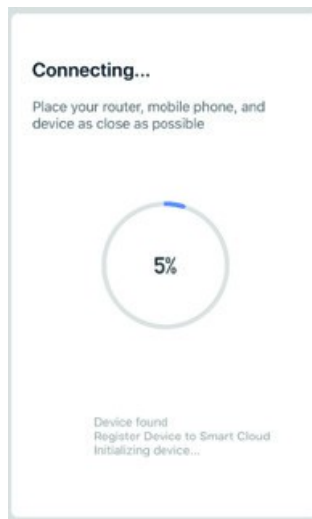 Connecting...
Place your router, mobile phone, and
device as close as possible
5%
Device found
Register Device to Smart Cloud
Initializing device...